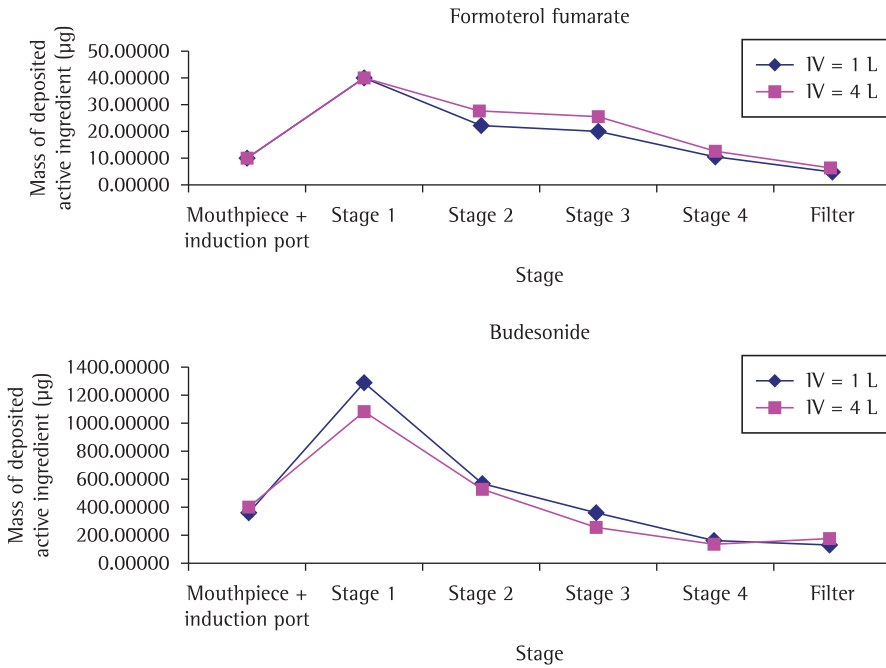 Formoterol fumarate
Mass of deposited
active ingredient (µg)
50.00000
40.00000
30.00000
20.00000
10.00000
0.00000
IV = 1 L
IV = 4 L
Mouthpiece +
induction port
Stage 1
Stage 2
Stage 3
Stage 4
Filter
Stage
Budesonide
Mass of deposited
active ingredient (µg)
1400.00000
1200.00000
1000.00000
800.00000
600.00000
400.00000
200.00000
0.00000
IV = 1 L
IV = 4 L
Mouthpiece +
induction port
Stage 1
Stage 2
Stage 3
Stage 4
Filter
Stage